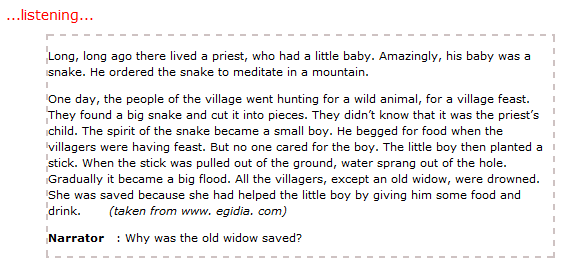 ...listening...
Long, long ago there lived a priest, who had a little baby. Amazingly, his baby was a
snake. He ordered the snake to meditate in a mountain.
One day, the people of the village went hunting for a wild animal, for a village feast.
They found a big snake and cut it into pieces. They didn't know that it was the priest's
child. The spirit of the snake became a small boy. He begged for food when the
villagers were having feast. But no one cared for the boy. The little boy then planted a
stick. When the stick was pulled out of the ground, water sprang out of the hole.
Gradually it became a big flood. All the villagers, except an old widow, were drowned.
She was saved because she had helped the little boy by giving him some food and
drink. (taken from www. egidia. com)
Narrator : Why was the old widow saved?